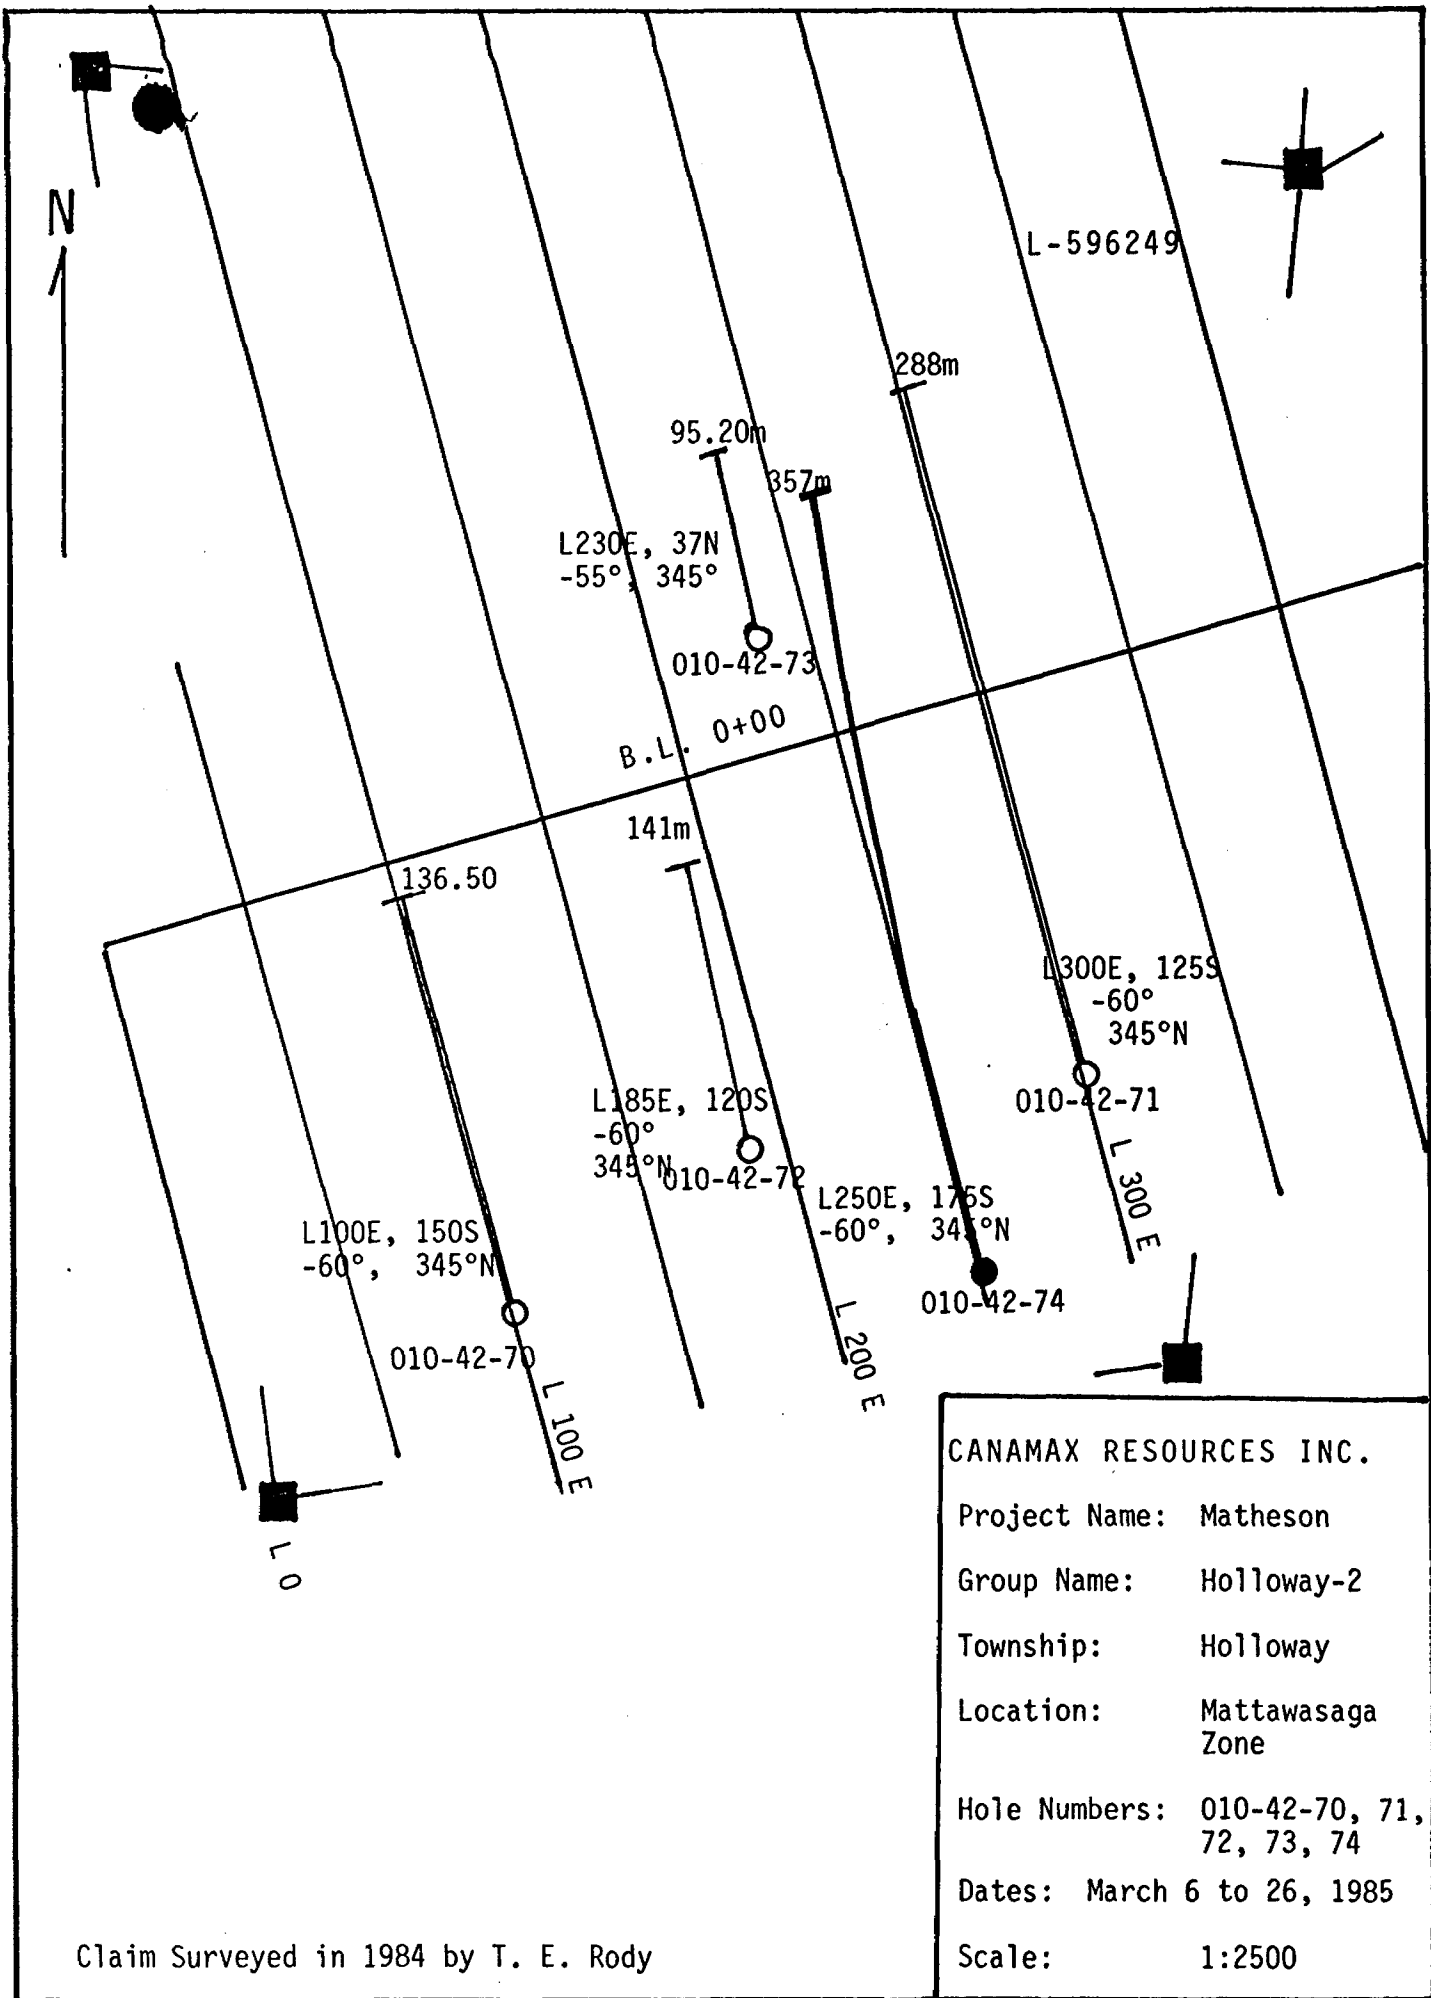 N
L-596249
288m
95.20m
357m
L230E, 37N
-55°, 345°
010-42-73
B.L. 0+00
141m
136.50
L300E, 125S
-60°
345°N
010-42-71
L185E, 120S
-60°
345°N
010-42-72
L 300 E
L250E, 175S
-60°, 345°N
010-42-74
L100E, 150S
-60°, 345°N
010-42-70
L 200 E
L 100 E
L 0
CANAMAX RESOURCES INC.
Project Name: Matheson
Group Name: Holloway-2
Township: Holloway
Location: Mattawasaga
Zone
Hole Numbers: 010-42-70, 71,
72, 73, 74
Dates: March 6 to 26, 1985
Scale: 1:2500
Claim Surveyed in 1984 by T. E. Rody